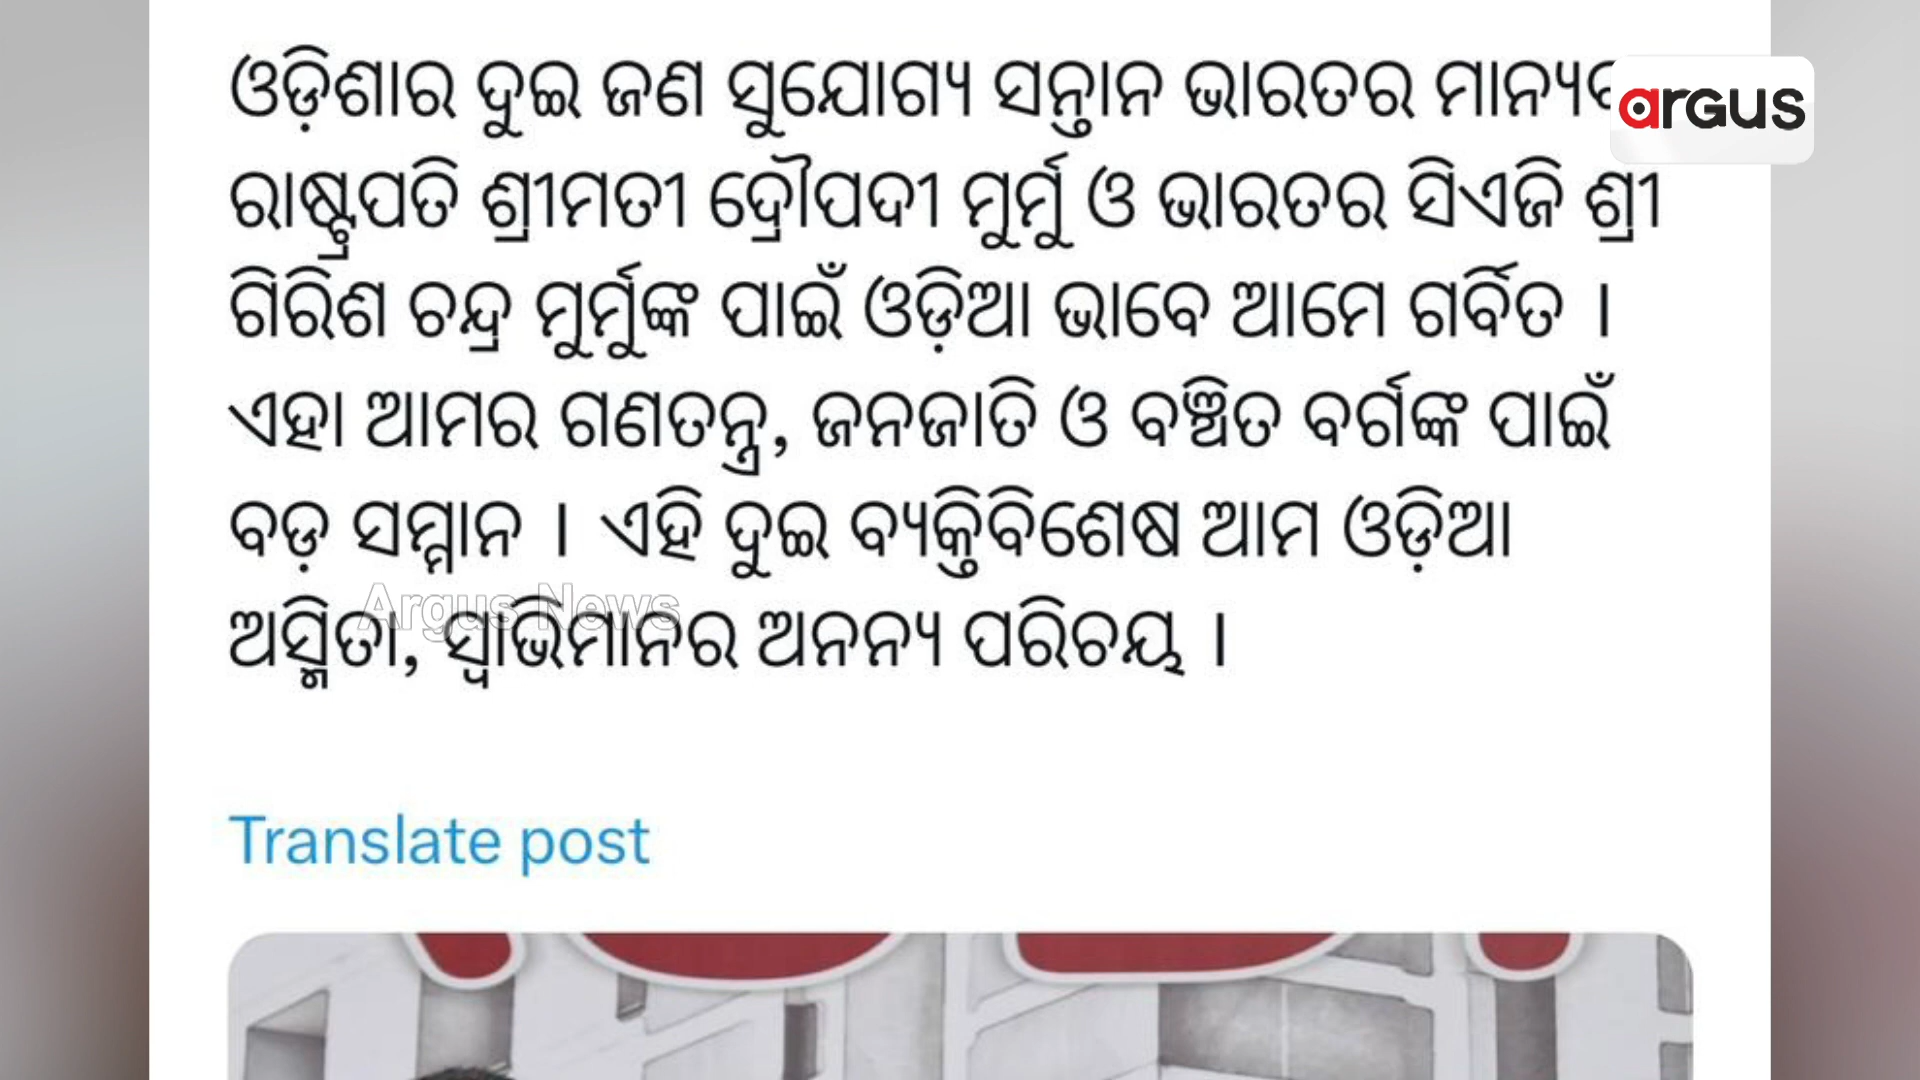 ଓଡ଼ିଶାର ଦୁଇ ଜଣ ସୁଯୋଗ୍ୟ ସନ୍ତାନ ଭାରତର
argus
ରାଷ୍ଟ୍ରପତି ଶ୍ରୀମତୀ ଦ୍ରୌପଦୀ ମୁର୍ମୁ ଓ ଭାରତର ସିଏଜି ଶ୍ରୀ
ଗିରିଶ ଚନ୍ଦ୍ର ମୁର୍ମୁଙ୍କ ପାଇଁ ଓଡ଼ିଆ ଭାବେ ଆମେ ଗର୍ବିତ ।
ଏହା ଆମର ଗଣତନ୍ତ୍ର, ଜନଜାତି ଓ ବଞ୍ଚିତ ବର୍ଗଙ୍କ ପାଇଁ
ବଡ଼ ସମ୍ମାନ । ଏହି ଦୁଇ ବ୍ୟକ୍ତିବିଶେଷ ଆମ ଓଡ଼ିଆ
Argus News
ଅସ୍ମିତା, ସ୍ୱାଭିମାନର ଅନନ୍ୟ ପରିଚୟ ।
Translate post